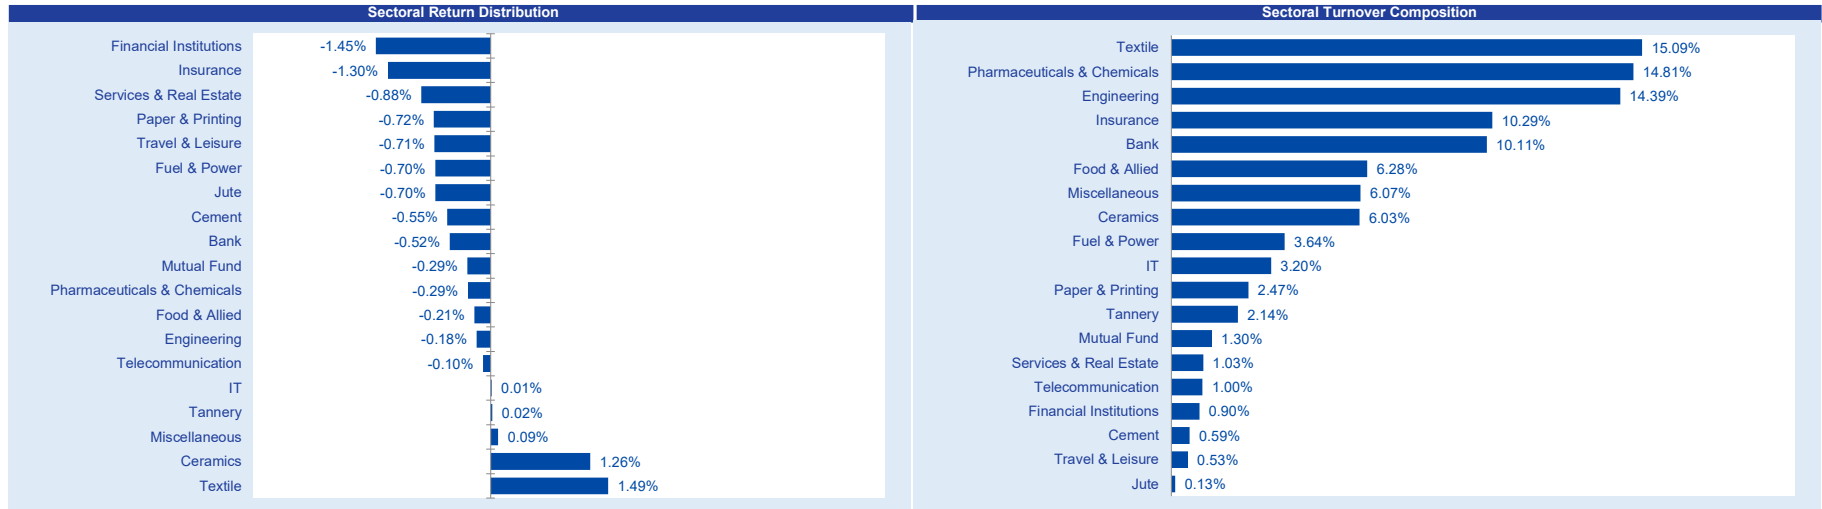 Sectoral Return Distribution
Financial Institutions -1.45%
Insurance -1.30%
Services & Real Estate -0.88%
Paper & Printing -0.72%
Travel & Leisure -0.71%
Fuel & Power -0.70%
Jute -0.70%
Cement -0.55%
Bank -0.52%
Mutual Fund -0.29%
Pharmaceuticals & Chemicals -0.29%
Food & Allied -0.21%
Engineering -0.18%
Telecommunication -0.10%
IT 0.01%
Tannery 0.02%
Miscellaneous 0.09%
Ceramics 1.26%
Textile 1.49%
Sectoral Turnover Composition
Textile 15.09%
Pharmaceuticals & Chemicals 14.81%
Engineering 14.39%
Insurance 10.29%
Bank 10.11%
Food & Allied 6.28%
Miscellaneous 6.07%
Ceramics 6.03%
Fuel & Power 3.64%
IT 3.20%
Paper & Printing 2.47%
Tannery 2.14%
Mutual Fund 1.30%
Services & Real Estate 1.03%
Telecommunication 1.00%
Financial Institutions 0.90%
Cement 0.59%
Travel & Leisure 0.53%
Jute 0.13%